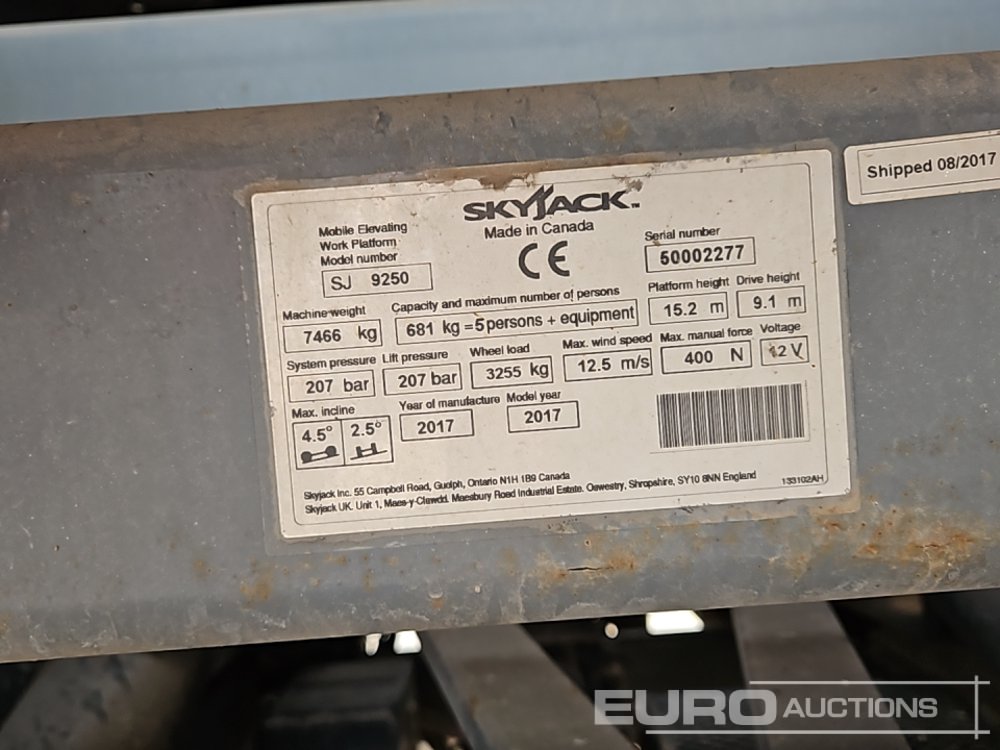 Shipped 08/2017
SKYJACK™
Made in Canada
CE
Mobile Elevating
Work Platform
Model number
SJ 9250
Serial number
50002277
Machine weight
7466 kg
Capacity and maximum number of persons
681 kg = 5 persons + equipment
Platform height
15.2 m
Drive height
9.1 m
System pressure
207 bar
Lift pressure
207 bar
Wheel load
3255 kg
Max. wind speed
12.5 m/s
Max. manual force
400 N
Voltage
12 V
Max. incline
4.5° 2.5°
Year of manufacture
2017
Model year
2017
Skyjack Inc. 55 Campbell Road, Guelph, Ontario N1H 1B9 Canada
Skyjack UK. Unit 1, Maes-y-Clawdd, Maesbury Road Industrial Estate. Oswestry, Shropshire, SY10 8NN England
133102AH
EURO AUCTIONS